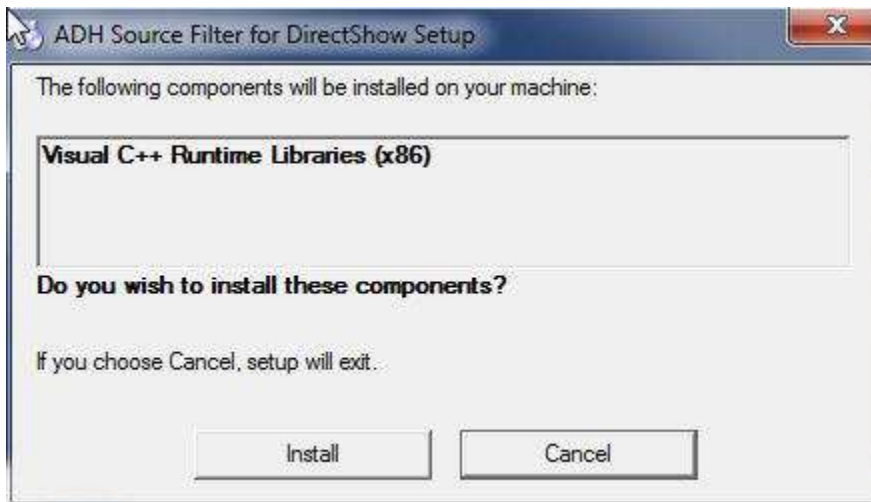 ADH Source Filter for DirectShow Setup
The following components will be installed on your machine:
Visual C++ Runtime Libraries (x86)
Do you wish to install these components?
If you choose Cancel, setup will exit.
Install
Cancel